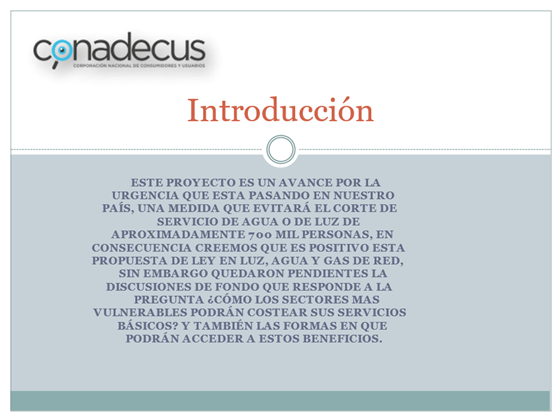 conadecus
CORPORACIÓN NACIONAL DE CONSUMIDORES Y USUARIOS
Introducción
ESTE PROYECTO ES UN AVANCE POR LA
URGENCIA QUE ESTA PASANDO EN NUESTRO
PAÍS, UNA MEDIDA QUE EVITARÁ EL CORTE DE
SERVICIO DE AGUA O DE LUZ DE
APROXIMADAMENTE 700 MIL PERSONAS, EN
CONSECUENCIA CREEMOS QUE ES POSITIVO ESTA
PROPUESTA DE LEY EN LUZ, AGUA Y GAS DE RED,
SIN EMBARGO QUEDARON PENDIENTES LA
DISCUSIONES DE FONDO QUE RESPONDE A LA
PREGUNTA ¿CÓMO LOS SECTORES MAS
VULNERABLES PODRÁN COSTEAR SUS SERVICIOS
BÁSICOS? Y TAMBIÉN LAS FORMAS EN QUE
PODRÁN ACCEDER A ESTOS BENEFICIOS.